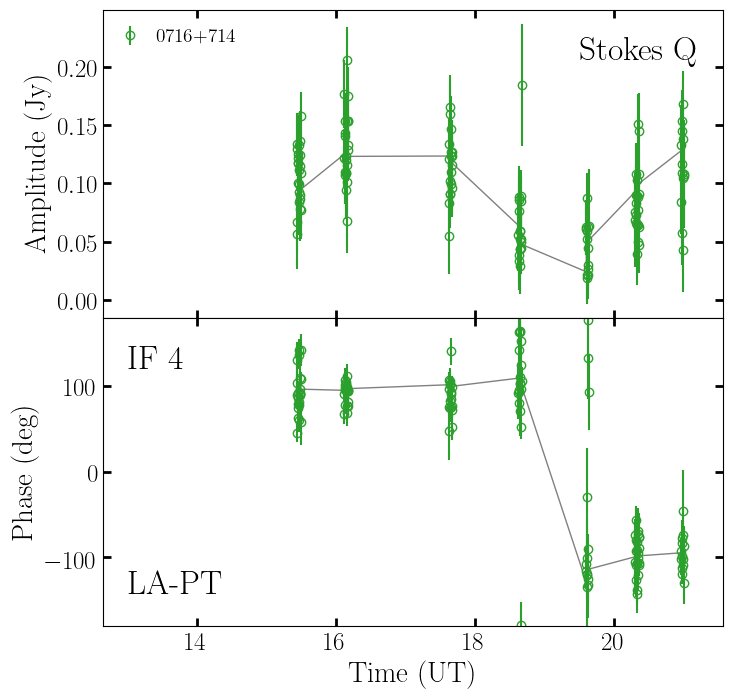 0716+714
Stokes Q
Amplitude (Jy)
0.20
0.15
0.10
0.05
0.00
IF 4
Phase (deg)
100
0
−100
LA-PT
14 16 18 20
Time (UT)